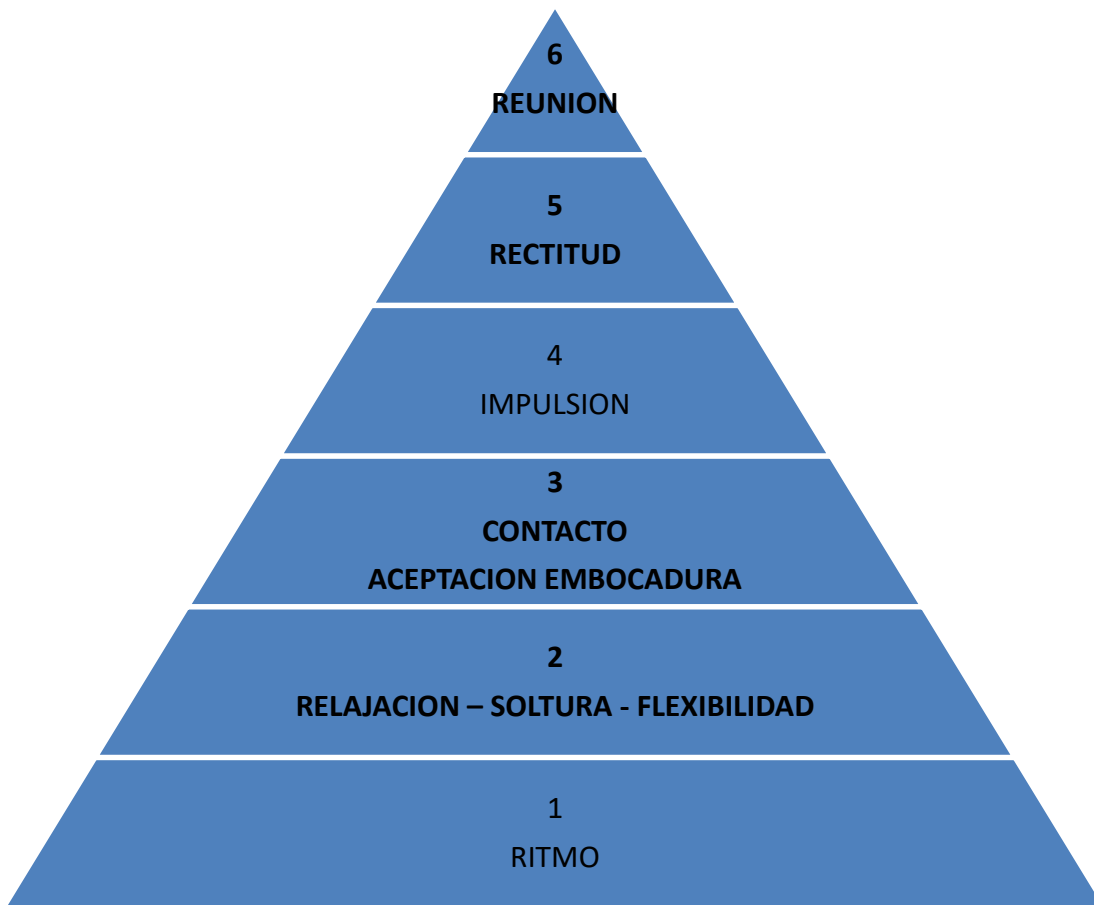 6
REUNION
5
RECTITUD
4
IMPULSION
3
CONTACTO
ACEPTACION EMBOCADURA
2
RELAJACION – SOLTURA - FLEXIBILIDAD
1
RITMO